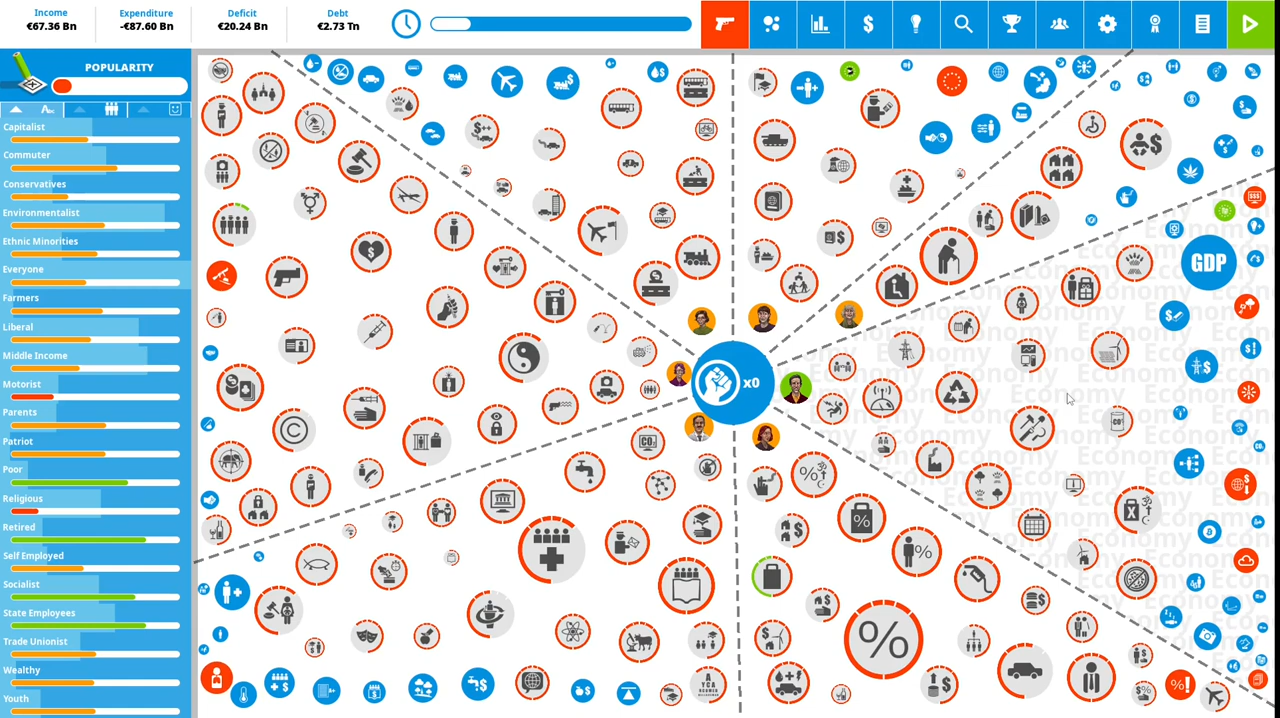 Income
Expenditure
Deficit
Debt
€67.36 Bn
-€87.60 Bn
€20.24 Bn
€2.73 Tn
POPULARITY
Capitalist
Commuter
Conservatives
Environmentalist
Ethnic Minorities
Everyone
Farmers
Liberal
Middle Income
Motorist
Parents
Patriot
Poor
Religious
Retired
Self Employed
Socialist
State Employees
Trade Unionist
Wealthy
Youth
x0
GDP